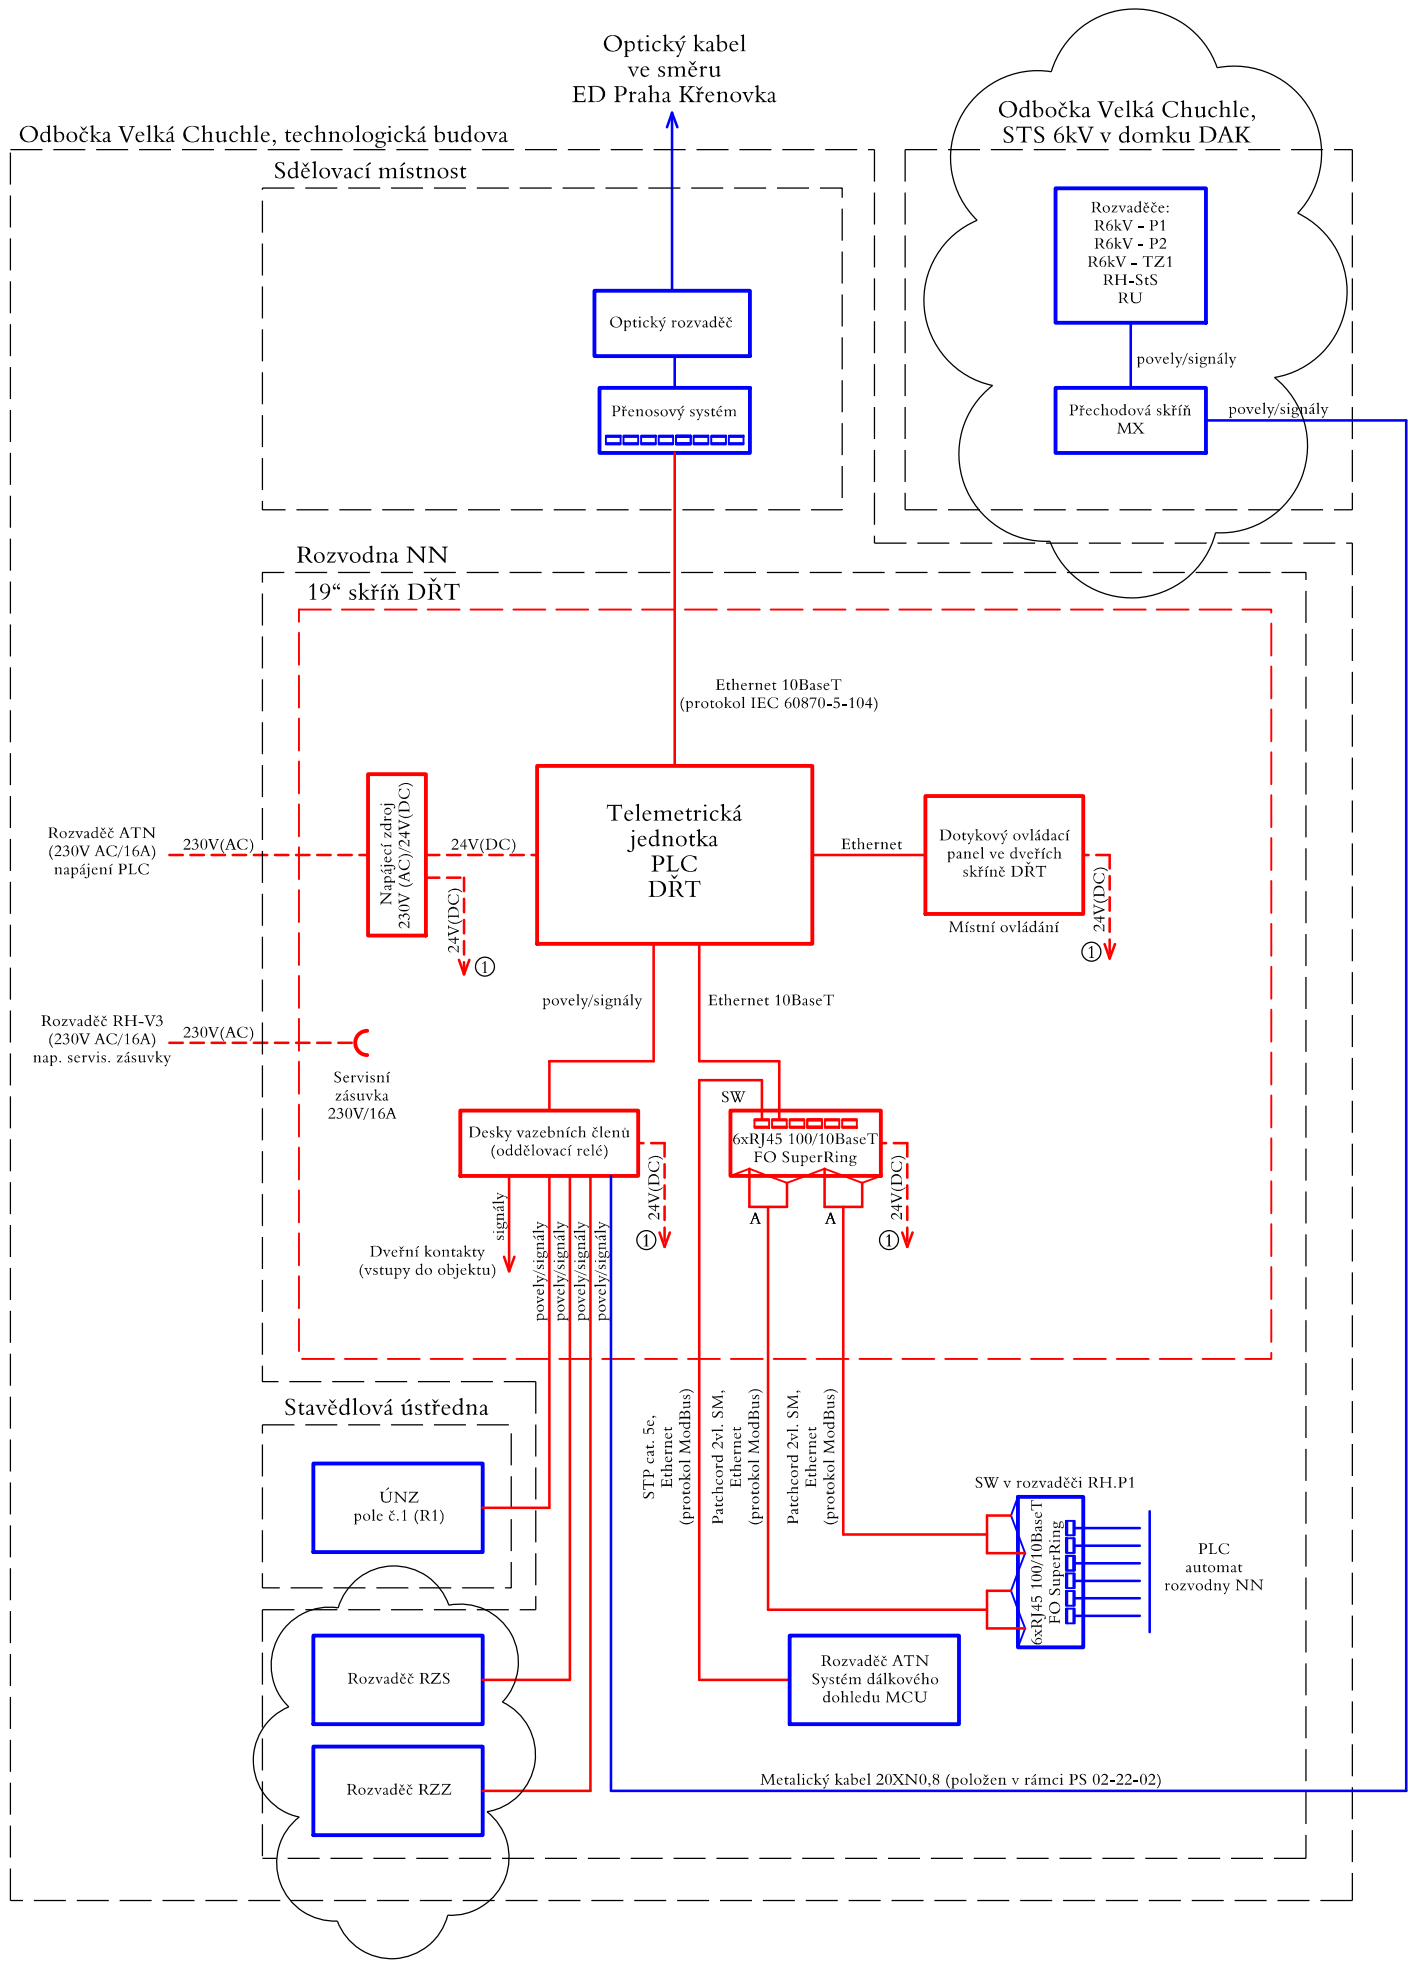 Optický kabel
ve směru
ED Praha Křenovka
Odbočka Velká Chuchle, technologická budova
Sdělovací místnost
Odbočka Velká Chuchle,
STS 6kV v domku DAK
Rozvaděče:
R6kV - P1
R6kV - P2
R6kV - TZ1
RH-StS
RU
Optický rozvaděč
povely/signály
Přenosový systém
Přechodová skříň
MX
povely/signály
Rozvodna NN
19“ skříň DŘT
Ethernet 10BaseT
(protokol IEC 60870-5-104)
Rozvaděč ATN
(230V AC/16A)
napájení PLC
230V(AC)
Napájecí zdroj
230V (AC)/24V(DC)
24V(DC)
24V(DC)
1
Telemetrická
jednotka
PLC
DŘT
Ethernet
Dotykový ovládací
panel ve dveřích
skříně DŘT
Místní ovládání
24V(DC)
1
povely/signály
Ethernet 10BaseT
Rozvaděč RH-V3
(230V AC/16A)
nap. servis. zásuvky
230V(AC)
Servisní
zásuvka
230V/16A
SW
Desky vazebních členů
(oddělovací relé)
24V(DC)
1
6xRJ45 100/10BaseT
FO SuperRing
24V(DC)
1
A
A
signály
Dveřní kontakty
(vstupy do objektu)
povely/signály
povely/signály
povely/signály
povely/signály
Stavědlová ústředna
ÚNZ
pole č.1 (R1)
STP cat. 5e,
Ethernet
(protokol ModBus)
Patchcord 2vl. SM,
Ethernet
(protokol ModBus)
Patchcord 2vl. SM,
Ethernet
(protokol ModBus)
SW v rozvaděči RH.P1
6xRJ45 100/10BaseT
FO SuperRing
PLC
automat
rozvodny NN
Rozvaděč RZS
Rozvaděč ATN
Systém dálkového
dohledu MCU
Rozvaděč RZZ
Metalický kabel 20XN0,8 (položen v rámci PS 02-22-02)